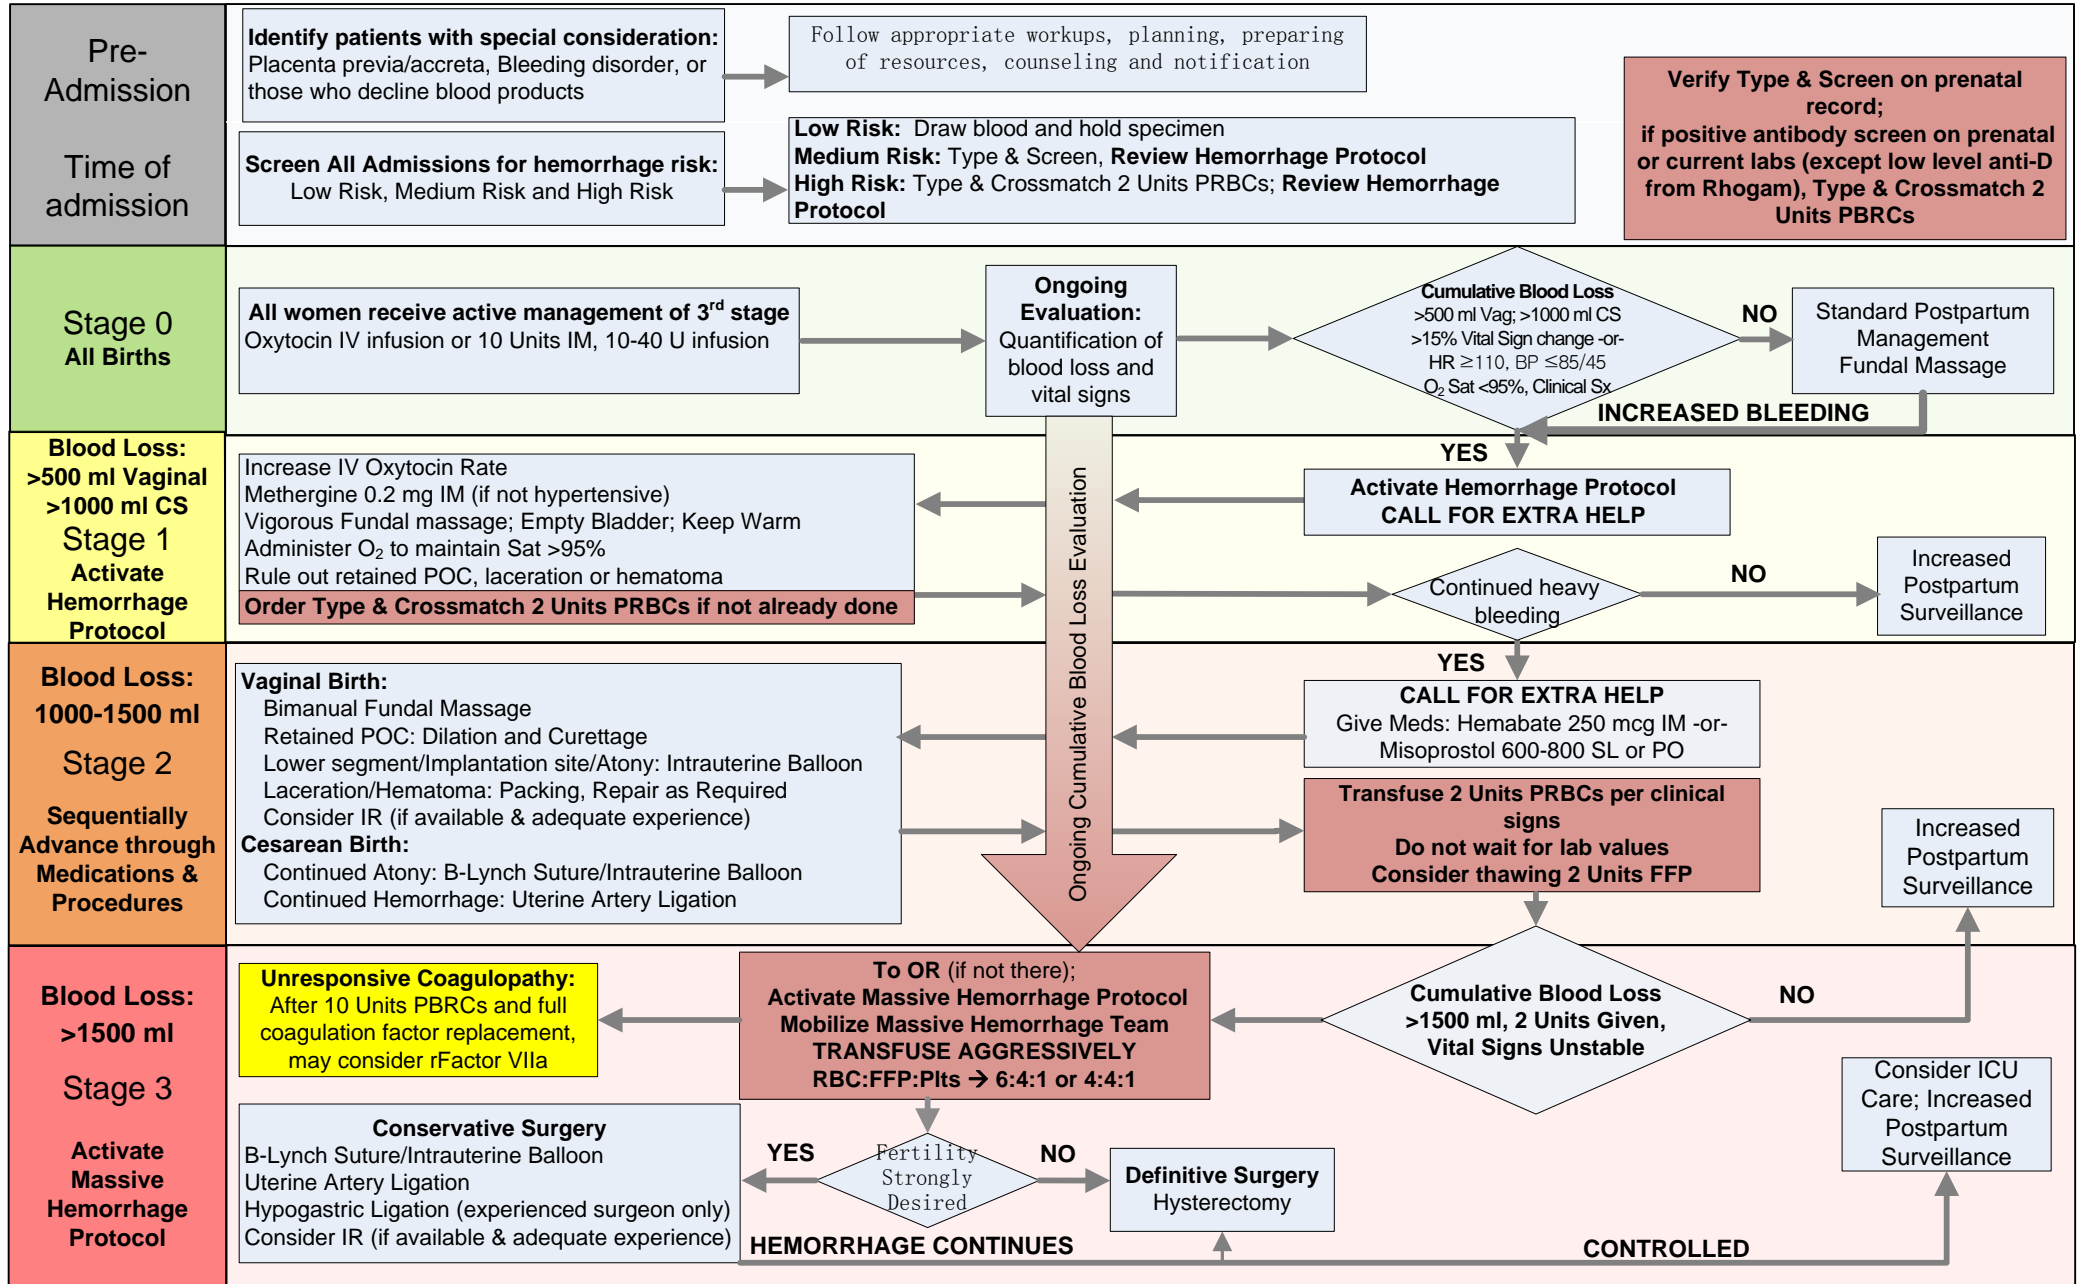 Pre-
Admission
Time of
admission
Identify patients with special consideration:
Placenta previa/accreta, Bleeding disorder, or
those who decline blood products
Follow appropriate workups, planning, preparing
of resources, counseling and notification
Screen All Admissions for hemorrhage risk:
Low Risk, Medium Risk and High Risk
Low Risk: Draw blood and hold specimen
Medium Risk: Type & Screen, Review Hemorrhage Protocol
High Risk: Type & Crossmatch 2 Units PRBCs; Review Hemorrhage
Protocol
Verify Type & Screen on prenatal
record;
if positive antibody screen on prenatal
or current labs (except low level anti-D
from Rhogam), Type & Crossmatch 2
Units PBRCs
Stage 0
All Births
All women receive active management of 3rd stage
Oxytocin IV infusion or 10 Units IM, 10-40 U infusion
Ongoing
Evaluation:
Quantification of
blood loss and
vital signs
Cumulative Blood Loss
>500 ml Vag; >1000 ml CS
>15% Vital Sign change -or-
HR ≥110, BP ≤85/45
O2 Sat <95%, Clinical Sx
NO
Standard Postpartum
Management
Fundal Massage
INCREASED BLEEDING
Blood Loss:
>500 ml Vaginal
>1000 ml CS
Stage 1
Activate
Hemorrhage
Protocol
Increase IV Oxytocin Rate
Methergine 0.2 mg IM (if not hypertensive)
Vigorous Fundal massage; Empty Bladder; Keep Warm
Administer O2 to maintain Sat >95%
Rule out retained POC, laceration or hematoma
Order Type & Crossmatch 2 Units PRBCs if not already done
Ongoing Cumulative Blood Loss Evaluation
YES
Activate Hemorrhage Protocol
CALL FOR EXTRA HELP
Continued heavy
bleeding
NO
Increased
Postpartum
Surveillance
Blood Loss:
1000-1500 ml
Stage 2
Sequentially
Advance through
Medications &
Procedures
Vaginal Birth:
Bimanual Fundal Massage
Retained POC: Dilation and Curettage
Lower segment/Implantation site/Atony: Intrauterine Balloon
Laceration/Hematoma: Packing, Repair as Required
Consider IR (if available & adequate experience)
Cesarean Birth:
Continued Atony: B-Lynch Suture/Intrauterine Balloon
Continued Hemorrhage: Uterine Artery Ligation
YES
CALL FOR EXTRA HELP
Give Meds: Hemabate 250 mcg IM -or-
Misoprostol 600-800 SL or PO
Transfuse 2 Units PRBCs per clinical
signs
Do not wait for lab values
Consider thawing 2 Units FFP
Increased
Postpartum
Surveillance
Blood Loss:
>1500 ml
Stage 3
Activate
Massive
Hemorrhage
Protocol
Unresponsive Coagulopathy:
After 10 Units PBRCs and full
coagulation factor replacement,
may consider rFactor VIIa
To OR (if not there);
Activate Massive Hemorrhage Protocol
Mobilize Massive Hemorrhage Team
TRANSFUSE AGGRESSIVELY
RBC:FFP:Plts → 6:4:1 or 4:4:1
Cumulative Blood Loss
>1500 ml, 2 Units Given,
Vital Signs Unstable
NO
Conservative Surgery
B-Lynch Suture/Intrauterine Balloon
Uterine Artery Ligation
Hypogastric Ligation (experienced surgeon only)
Consider IR (if available & adequate experience)
YES
Fertility
Strongly
Desired
NO
Definitive Surgery
Hysterectomy
Consider ICU
Care; Increased
Postpartum
Surveillance
HEMORRHAGE CONTINUES
CONTROLLED